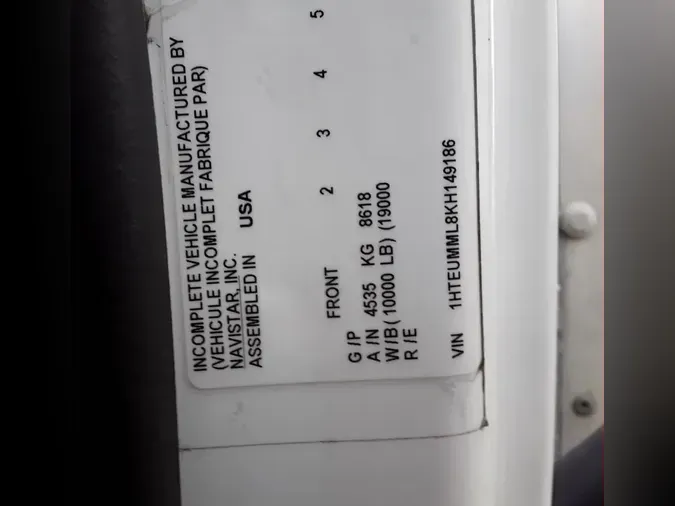 INCOMPLETE VEHICLE MANUFACTURED BY
(VEHICULE INCOMPLET FABRIQUE PAR)
NAVISTAR, INC.
ASSEMBLED IN USA
FRONT 2 3 4 5
G /P
A /N 4535 KG 8618
W/B (10000 LB) (19000
R /E
VIN 1HTEUMML8KH149186